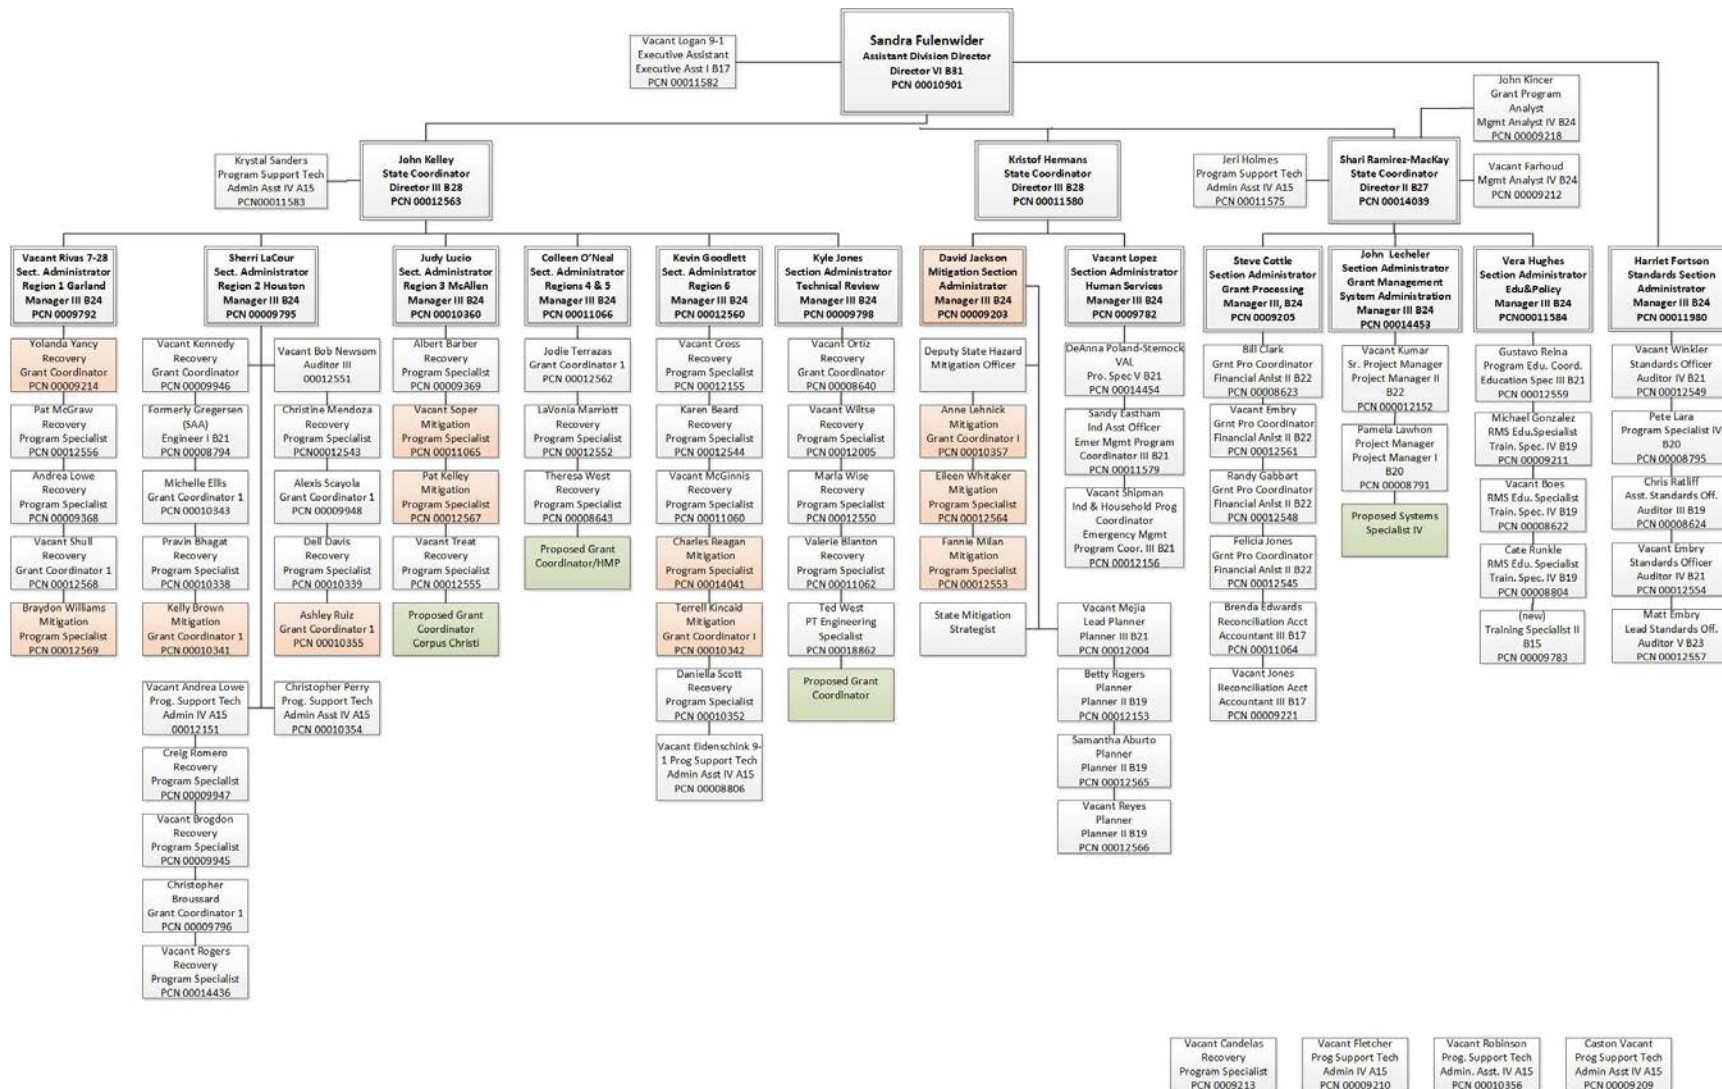 Vacant Logan 9-1
Executive Assistant
Executive Asst I B17
PCN 00011582
Sandra Fulenwider
Assistant Division Director
Director VI B31
PCN 00010901
John Kincer
Grant Program
Analyst
Mgmt Analyst IV B24
PCN 00009218
Krystal Sanders
Program Support Tech
Admin Asst IV A15
PCN00011583
John Kelley
State Coordinator
Director III B28
PCN 00012563
Kristof Hermans
State Coordinator
Director III B28
PCN 00011580
Jeri Holmes
Program Support Tech
Admin Asst IV A15
PCN 00011575
Shari Ramirez-MacKay
State Coordinator
Director II B27
PCN 00014039
Vacant Farhoud
Mgmt Analyst IV B24
PCN 00009212
Vacant Rivas 7-28
Sect. Administrator
Region 1 Garland
Manager III B24
PCN 0009792
Sherri LaCour
Sect. Administrator
Region 2 Houston
Manager III B24
PCN 00009795
Judy Lucio
Sect. Administrator
Region 3 McAllen
Manager III B24
PCN 00010360
Colleen O'Neal
Sect. Administrator
Regions 4 & 5
Manager III B24
PCN 00011066
Kevin Goodlett
Sect. Administrator
Region 6
Manager III B24
PCN 00012560
Kyle Jones
Section Administrator
Technical Review
Manager III B24
PCN 00009798
David Jackson
Mitigation Section
Administrator
Manager III B24
PCN 00009203
Vacant Lopez
Section Administrator
Human Services
Manager III B24
PCN 0009782
Steve Cottle
Section Administrator
Grant Processing
Manager III, B24
PCN 0009205
John Lecheler
Section Administrator
Grant Management
System Administration
Manager III B24
PCN 00014453
Vera Hughes
Section Administrator
Edu&Policy
Manager III B24
PCN00011584
Harriet Fortson
Standards Section
Administrator
Manager III B24
PCN 00011980
Yolanda Yancy
Recovery
Grant Coordinator
PCN 00009214
Pat McGraw
Recovery
Program Specialist
PCN 00012556
Andrea Lowe
Recovery
Program Specialist
PCN 00009368
Vacant Shull
Recovery
Grant Coordinator 1
PCN 00012568
Braydon Williams
Mitigation
Program Specialist
PCN 00012569
Vacant Kennedy
Recovery
Grant Coordinator
PCN 00009946
Formerly Gregersen
(SAA)
Engineer I B21
PCN 00008794
Michelle Ellis
Grant Coordinator 1
PCN 00010343
Pravin Bhagat
Grant Coordinator 1
PCN 00010338
Kelly Brown
Mitigation
Grant Coordinator 1
PCN 00010341
Vacant Andrea Lowe
Prog. Support Tech
Admin IV A15
00012151
Creig Romero
Recovery
Program Specialist
PCN 00009947
Vacant Brogdon
Recovery
Program Specialist
PCN 00009945
Christopher
Broussard
Grant Coordinator 1
PCN 00009796
Vacant Rogers
Recovery
Program Specialist
PCN 00014436
Vacant Bob Newsom
Auditor III
00012551
Christine Mendoza
Recovery
Program Specialist
PCN00012543
Alexis Scayola
Grant Coordinator 1
PCN 00009948
Dell Davis
Recovery
Program Specialist
PCN 00010339
Ashley Ruiz
Grant Coordinator 1
PCN 00010355
Christopher Perry
Prog. Support Tech
Admin Asst IV A15
PCN 00010354
Albert Barber
Recovery
Program Specialist
PCN 00009369
Vacant Soper
Mitigation
Program Specialist
PCN 00011065
Pat Kelley
Mitigation
Program Specialist
PCN 00012567
Vacant Treat
Recovery
Program Specialist
PCN 00012555
Proposed Grant
Coordinator
Corpus Christi
Jodie Terrazas
Grant Coordinator 1
PCN 00012562
LaVonia Marriott
Recovery
Program Specialist
PCN 00012552
Theresa West
Recovery
Program Specialist
PCN 00008643
Proposed Grant
Coordinator/HMP
Vacant Cross
Recovery
Program Specialist
PCN 00012155
Karen Beard
Recovery
Program Specialist
PCN 00012544
Vacant McGinnis
Recovery
Program Specialist
PCN 00011060
Charles Reagan
Mitigation
Program Specialist
PCN 00014041
Terrell Kincaid
Mitigation
Grant Coordinator I
PCN 00010342
Daniella Scott
Recovery
Program Specialist
PCN 00010352
Vacant Eidenschink 9-
1 Prog Support Tech
Admin Asst IV A15
PCN 00008806
Vacant Ortiz
Recovery
Grant Coordinator
PCN 00008640
Vacant Wiltse
Recovery
Program Specialist
PCN 00012005
Marla Wise
Recovery
Program Specialist
PCN 00012550
Valerie Blanton
Recovery
Program Specialist
PCN 00011062
Ted West
PT Engineering
Specialist
PCN 00018862
Proposed Grant
Coordinator
Deputy State Hazard
Mitigation Officer
Anne Lehnick
Mitigation
Grant Coordinator I
PCN 00010357
Eileen Whitaker
Mitigation
Program Specialist
PCN 00012564
Fannie Milan
Mitigation
Program Specialist
PCN 00012553
State Mitigation
Strategist
DeAnna Poland-Stemock
VAL
Pro. Spec V B21
PCN 00014454
Sandy Eastham
Ind Asst Officer
Emer Mgmt Program
Coordinator III B21
PCN 00011579
Vacant Shipman
Ind & Household Prog
Coordinator
Emergency Mgmt
Program Coor. III B21
PCN 00012156
Vacant Mejia
Lead Planner
Planner III B21
PCN 00012004
Betty Rogers
Planner
Planner II B19
PCN 00012153
Samantha Aburto
Planner
Planner II B19
PCN 00012565
Vacant Reyes
Planner
Planner II B19
PCN 00012566
Bill Clark
Grnt Pro Coordinator
Financial Anlst II B22
PCN 00008623
Vacant Embry
Grnt Pro Coordinator
Financial Anlst II B22
PCN 00012561
Randy Gabbart
Grnt Pro Coordinator
Financial Anlst II B22
PCN 00012548
Felicia Jones
Grnt Pro Coordinator
Financial Anlst II B22
PCN 00012545
Brenda Edwards
Reconciliation Acct
Accountant III B17
PCN 00011064
Vacant Jones
Reconciliation Acct
Accountant III B17
PCN 00009221
Vacant Kumar
Sr. Project Manager
Project Manager II
B22
PCN 000012152
Pamela Lawhon
Project Manager
Project Manager I
B20
PCN 00008791
Proposed Systems
Specialist IV
Gustavo Reina
Program Edu. Coord.
Education Spec III B21
PCN 00012559
Michael Gonzalez
RMS Edu.Specialist
Train. Spec. IV B19
PCN 00009211
Vacant Boes
RMS Edu. Specialist
Train. Spec. IV B19
PCN 00008622
Cate Runkle
RMS Edu. Specialist
Train. Spec. IV B19
PCN 00008804
(new)
Training Specialist II
B15
PCN 00009783
Vacant Winkler
Standards Officer
Auditor IV B21
PCN 00012549
Pete Lara
Program Specialist IV
B20
PCN 00008795
Chris Ratliff
Asst. Standards Off.
Auditor III B19
PCN 00008624
Vacant Embry
Standards Officer
Auditor IV B21
PCN 00012554
Matt Embry
Lead Standards Off.
Auditor V B23
PCN 00012557
Vacant Candelas
Recovery
Program Specialist
PCN 0009213
Vacant Fletcher
Prog Support Tech
Admin IV A15
PCN 00009210
Vacant Robinson
Prog. Support Tech
Admin. Asst. IV A15
PCN 00010356
Caston Vacant
Prog Support Tech
Admin Asst IV A15
PCN 00009209